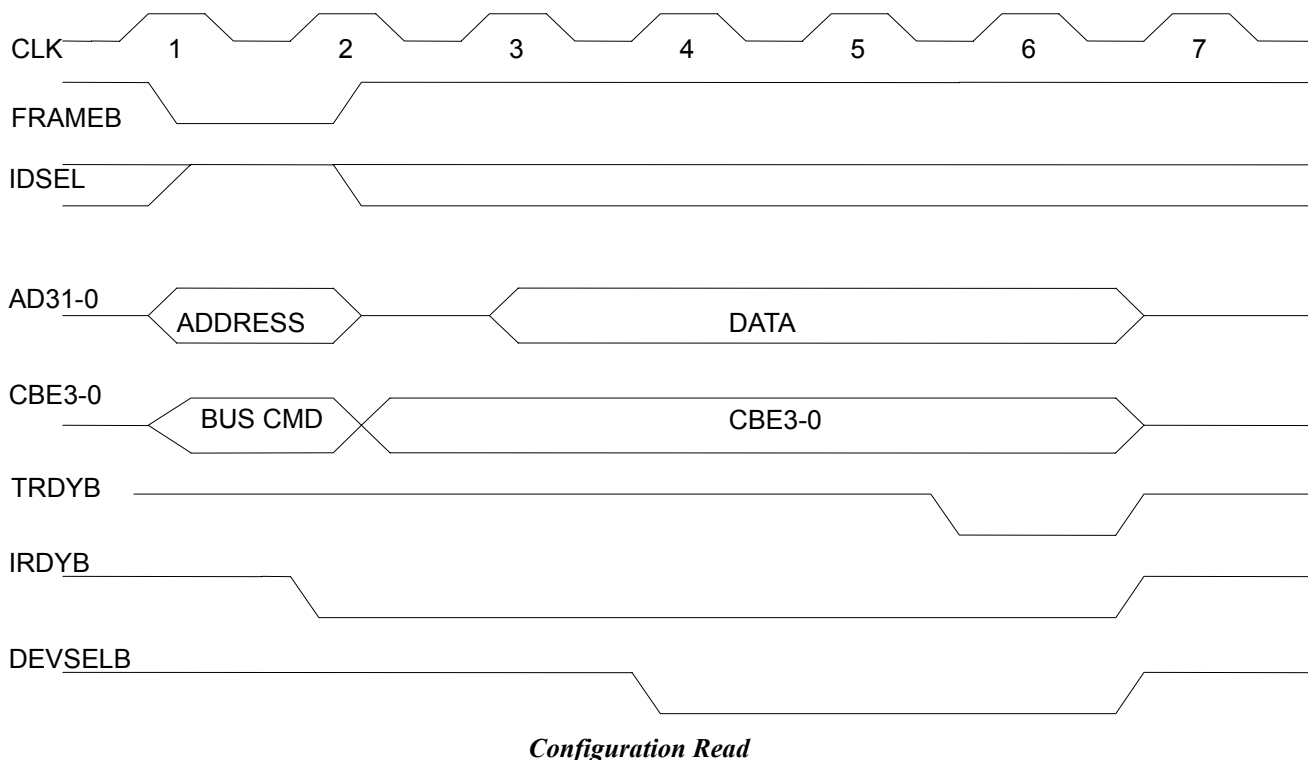 CLK 1 2 3 4 5 6 7
FRAMEB
IDSEL
AD31-0 ADDRESS DATA
CBE3-0 BUS CMD CBE3-0
TRDYB
IRDYB
DEVSELB
Configuration Read